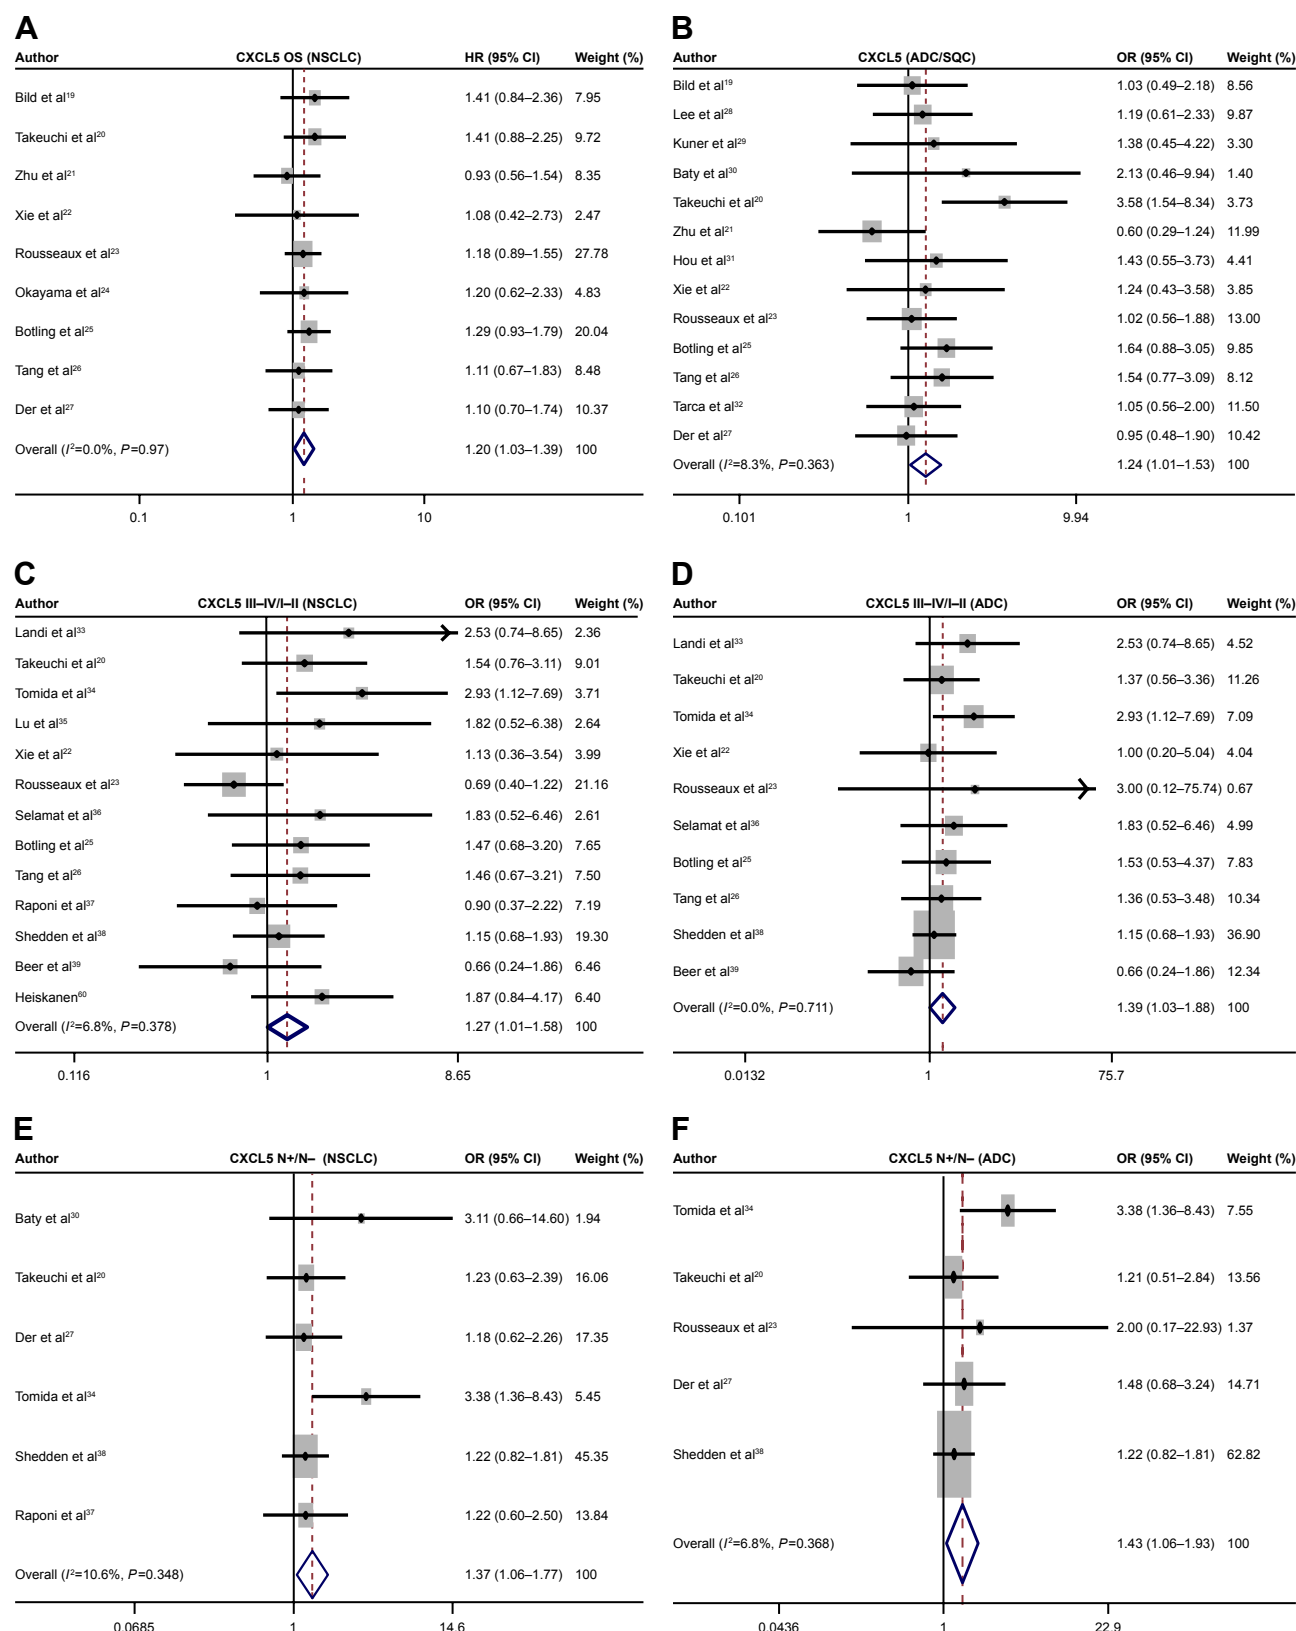 A
Author CXCL5 OS (NSCLC) HR (95% CI) Weight (%)
Bild et al19 1.41 (0.84–2.36) 7.95
Takeuchi et al20 1.41 (0.88–2.25) 9.72
Zhu et al21 0.93 (0.56–1.54) 8.35
Xie et al22 1.08 (0.42–2.73) 2.47
Rousseaux et al23 1.18 (0.89–1.55) 27.78
Okayama et al24 1.20 (0.62–2.33) 4.83
Botling et al25 1.29 (0.93–1.79) 20.04
Tang et al26 1.11 (0.67–1.83) 8.48
Der et al27 1.10 (0.70–1.74) 10.37
Overall (I2=0.0%, P=0.97) 1.20 (1.03–1.39) 100
0.1 1 10
B
Author CXCL5 (ADC/SQC) OR (95% CI) Weight (%)
Bild et al19 1.03 (0.49–2.18) 8.56
Lee et al28 1.19 (0.61–2.33) 9.87
Kuner et al29 1.38 (0.45–4.22) 3.30
Baty et al30 2.13 (0.46–9.94) 1.40
Takeuchi et al20 3.58 (1.54–8.34) 3.73
Zhu et al21 0.60 (0.29–1.24) 11.99
Hou et al31 1.43 (0.55–3.73) 4.41
Xie et al22 1.24 (0.43–3.58) 3.85
Rousseaux et al23 1.02 (0.56–1.88) 13.00
Botling et al25 1.64 (0.88–3.05) 9.85
Tang et al26 1.54 (0.77–3.09) 8.12
Tarca et al32 1.05 (0.56–2.00) 11.50
Der et al27 0.95 (0.48–1.90) 10.42
Overall (I2=8.3%, P=0.363) 1.24 (1.01–1.53) 100
0.101 1 9.94
C
Author CXCL5 III–IV/I–II (NSCLC) OR (95% CI) Weight (%)
Landi et al33 2.53 (0.74–8.65) 2.36
Takeuchi et al20 1.54 (0.76–3.11) 9.01
Tomida et al34 2.93 (1.12–7.69) 3.71
Lu et al35 1.82 (0.52–6.38) 2.64
Xie et al22 1.13 (0.36–3.54) 3.99
Rousseaux et al23 0.69 (0.40–1.22) 21.16
Selamat et al36 1.83 (0.52–6.46) 2.61
Botling et al25 1.47 (0.68–3.20) 7.65
Tang et al26 1.46 (0.67–3.21) 7.50
Raponi et al37 0.90 (0.37–2.22) 7.19
Shedden et al38 1.15 (0.68–1.93) 19.30
Beer et al39 0.66 (0.24–1.86) 6.46
Heiskanen60 1.87 (0.84–4.17) 6.40
Overall (I2=6.8%, P=0.378) 1.27 (1.01–1.58) 100
0.116 1 8.65
D
Author CXCL5 III–IV/I–II (ADC) OR (95% CI) Weight (%)
Landi et al33 2.53 (0.74–8.65) 4.52
Takeuchi et al20 1.37 (0.56–3.36) 11.26
Tomida et al34 2.93 (1.12–7.69) 7.09
Xie et al22 1.00 (0.20–5.04) 4.04
Rousseaux et al23 3.00 (0.12–75.74) 0.67
Selamat et al36 1.83 (0.52–6.46) 4.99
Botling et al25 1.53 (0.53–4.37) 7.83
Tang et al26 1.36 (0.53–3.48) 10.34
Shedden et al38 1.15 (0.68–1.93) 36.90
Beer et al39 0.66 (0.24–1.86) 12.34
Overall (I2=0.0%, P=0.711) 1.39 (1.03–1.88) 100
0.0132 1 75.7
E
Author CXCL5 N+/N– (NSCLC) OR (95% CI) Weight (%)
Baty et al30 3.11 (0.66–14.60) 1.94
Takeuchi et al20 1.23 (0.63–2.39) 16.06
Der et al27 1.18 (0.62–2.26) 17.35
Tomida et al34 3.38 (1.36–8.43) 5.45
Shedden et al38 1.22 (0.82–1.81) 45.35
Raponi et al37 1.22 (0.60–2.50) 13.84
Overall (I2=10.6%, P=0.348) 1.37 (1.06–1.77) 100
0.0685 1 14.6
F
Author CXCL5 N+/N– (ADC) OR (95% CI) Weight (%)
Tomida et al34 3.38 (1.36–8.43) 7.55
Takeuchi et al20 1.21 (0.51–2.84) 13.56
Rousseaux et al23 2.00 (0.17–22.93) 1.37
Der et al27 1.48 (0.68–3.24) 14.71
Shedden et al38 1.22 (0.82–1.81) 62.82
Overall (I2=6.8%, P=0.368) 1.43 (1.06–1.93) 100
0.0436 1 22.9